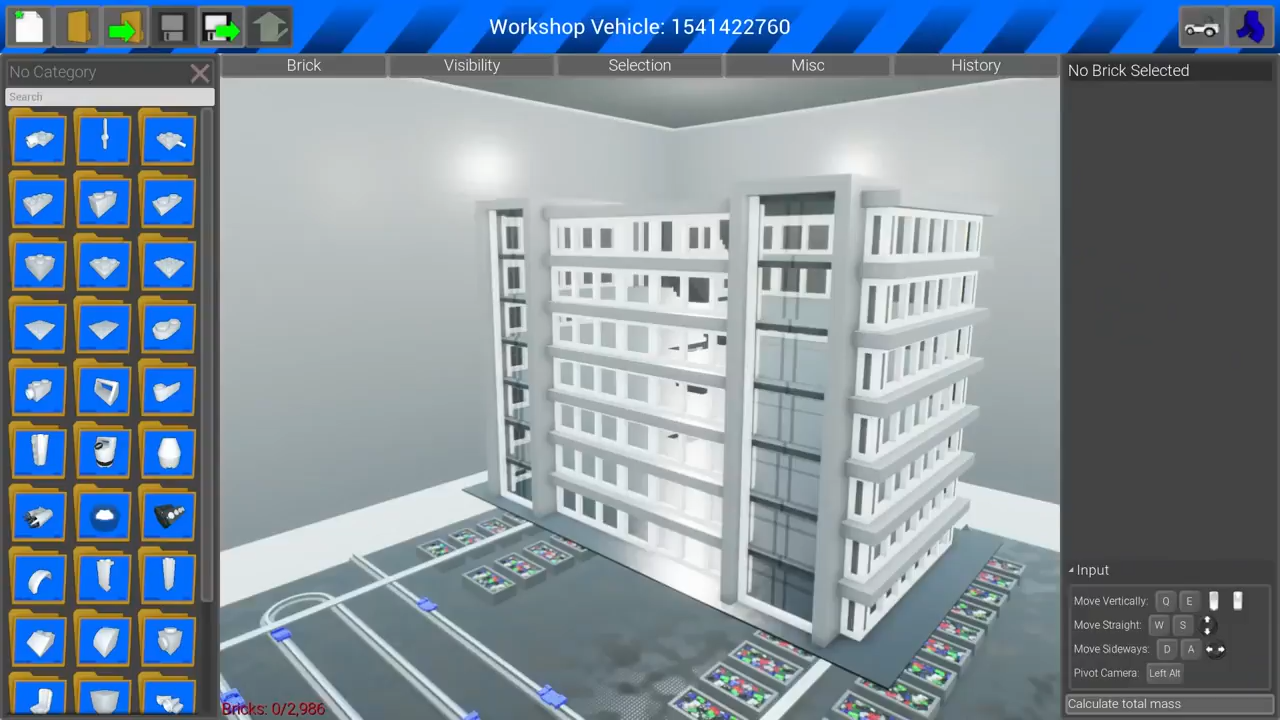 Workshop Vehicle: 1541422760
No Category
Search
Brick
Visibility
Selection
Misc
History
No Brick Selected
Input
Move Vertically: Q E
Move Straight: W S
Move Sideways: D A
Pivot Camera: Left Alt
Calculate total mass
Bricks: 0/2,986